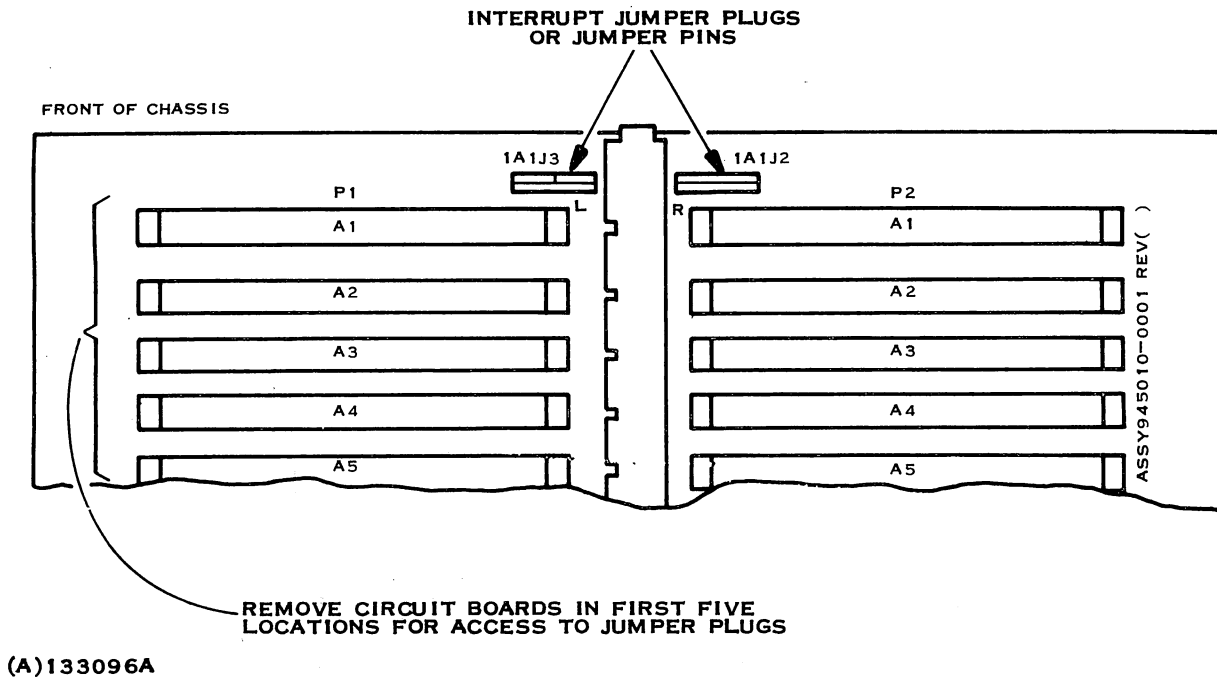 INTERRUPT JUMPER PLUGS
OR JUMPER PINS
FRONT OF CHASSIS
1A1J3
1A1J2
P1
L
R
P2
A1
A1
A2
A2
A3
A3
A4
A4
A5
A5
ASSY945010-0001 REV( )
REMOVE CIRCUIT BOARDS IN FIRST FIVE
LOCATIONS FOR ACCESS TO JUMPER PLUGS
(A)133096A